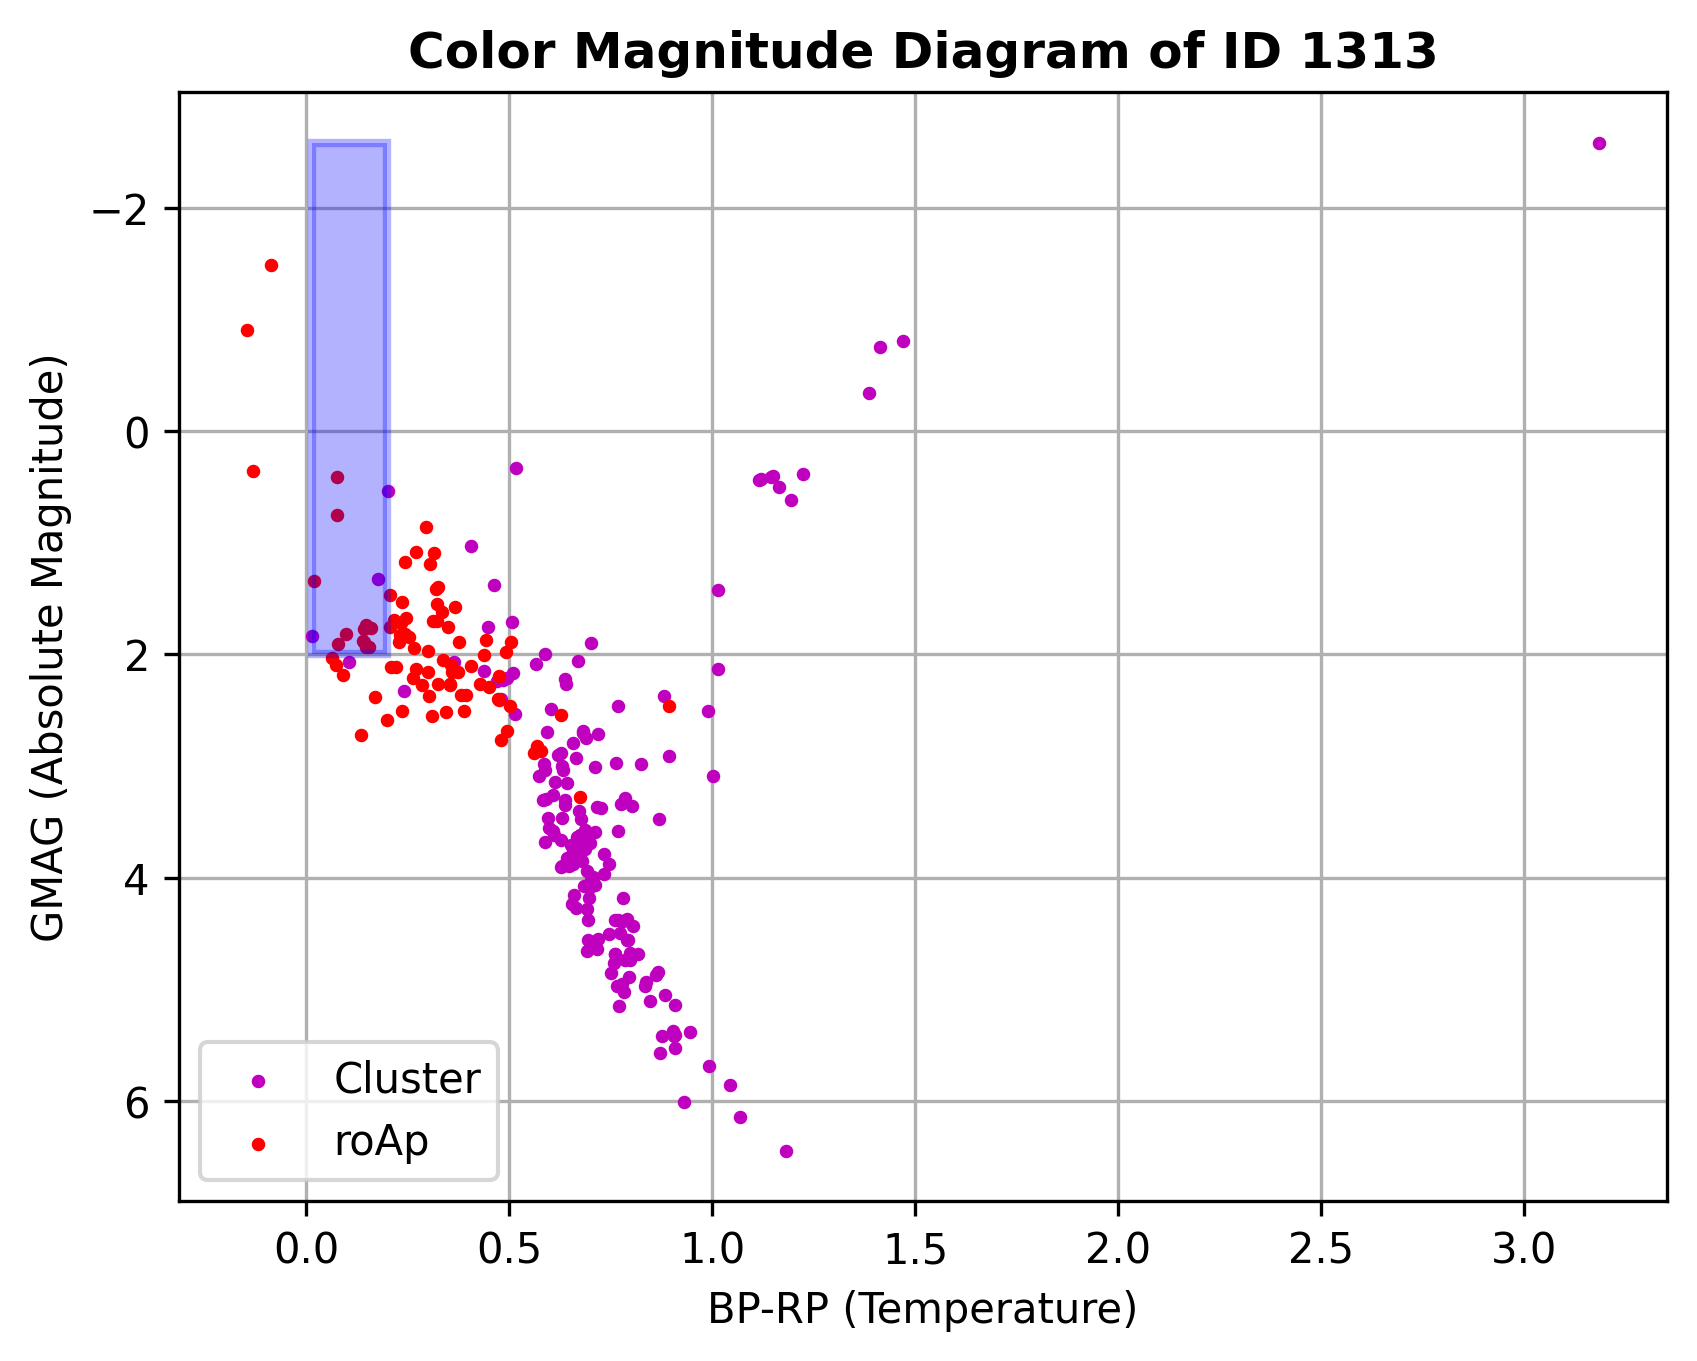 Color Magnitude Diagram of ID 1313
GMAG (Absolute Magnitude)
−2
0
2
4
6
Cluster
roAp
0.0 0.5 1.0 1.5 2.0 2.5 3.0
BP-RP (Temperature)